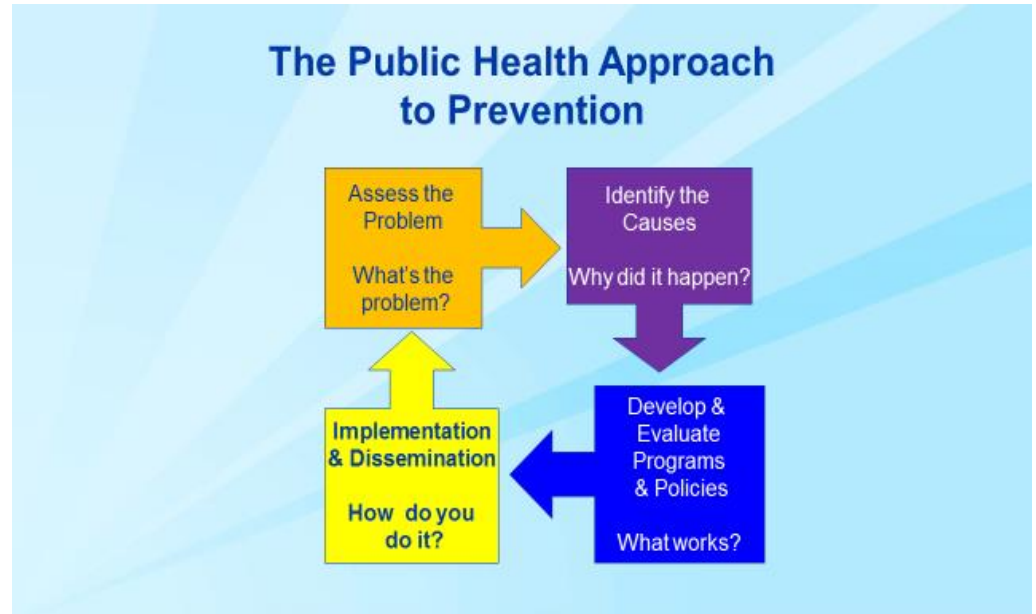 The Public Health Approach
to Prevention
Assess the
Problem
What's the
problem?
Identify the
Causes
Why did it happen?
Develop &
Evaluate
Programs
& Policies
What works?
Implementation
& Dissemination
How do you
do it?